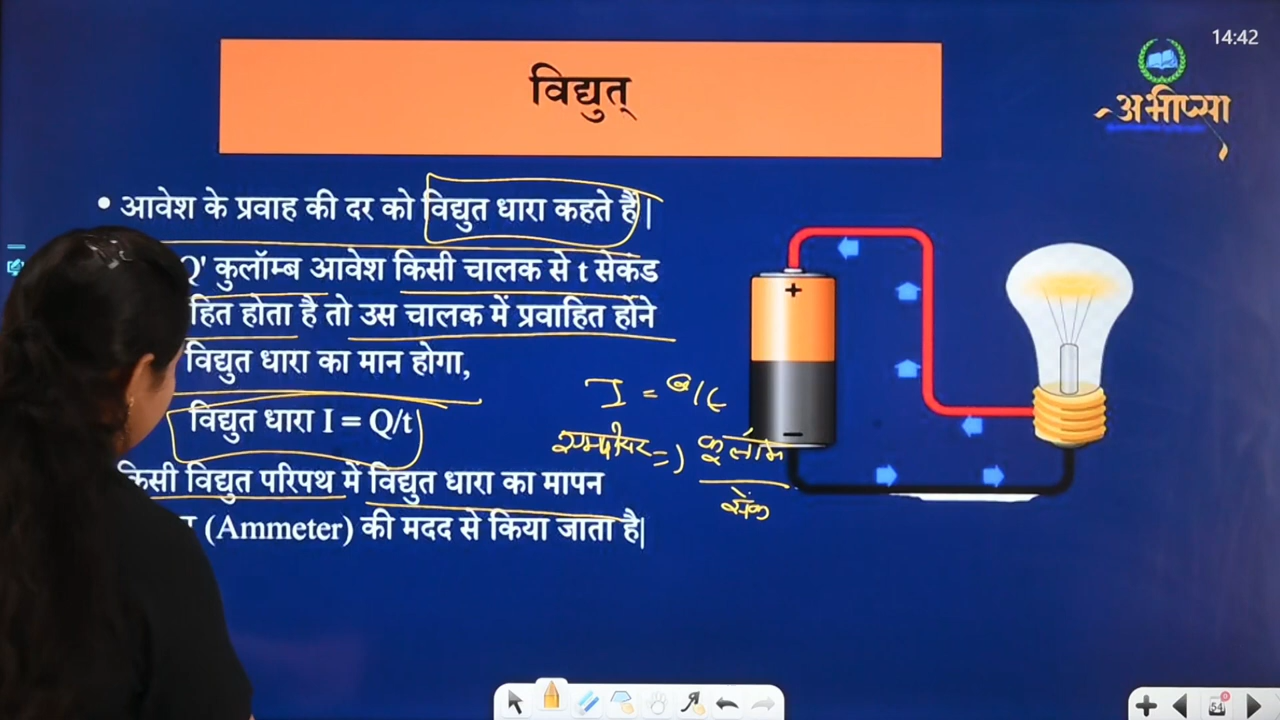 14:42
अभीप्सा
विद्युत्
• आवेश के प्रवाह की दर को विद्युत धारा कहते हैं|
Q' कुलॉम्ब आवेश किसी चालक से t सेकंड
हित होता है तो उस चालक में प्रवाहित होने
विद्युत धारा का मान होगा,
विद्युत धारा I = Q/t
I = Q/t
एम्पीयर => कूलॉम
सेक
किसी विद्युत परिपथ में विद्युत धारा का मापन
(Ammeter) की मदद से किया जाता है|
+
−
54